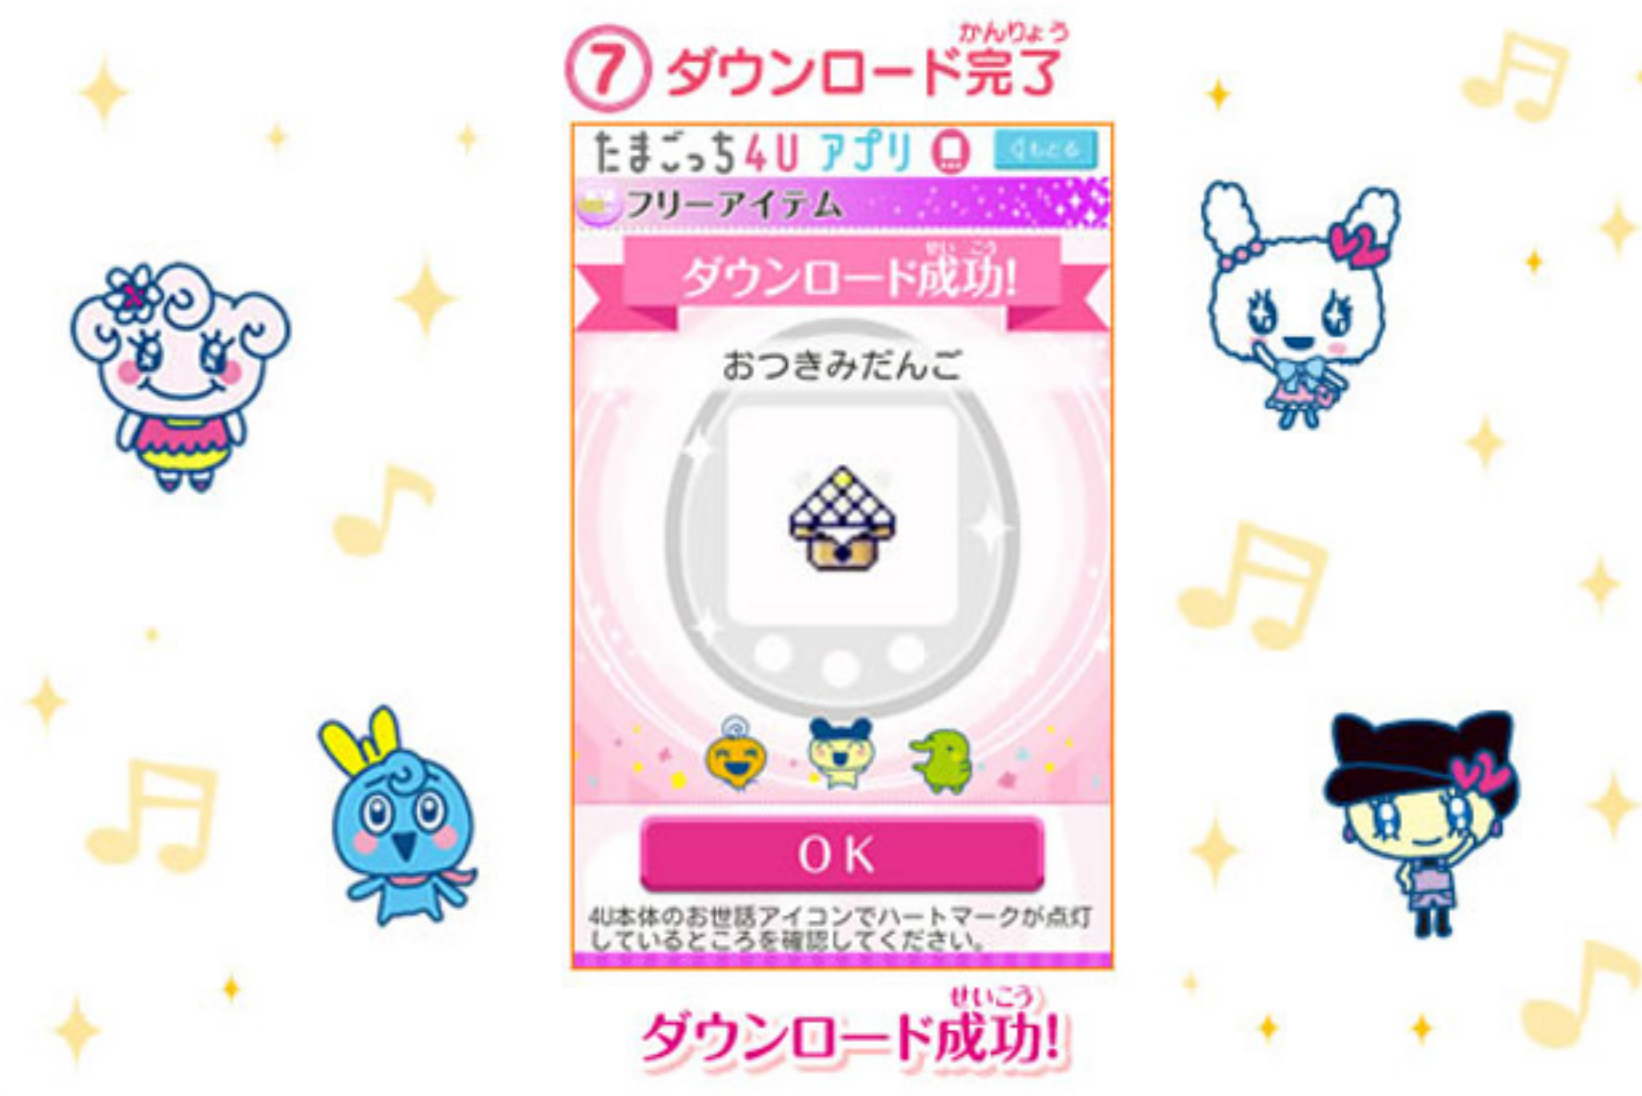 かんりょう
⑦ダウンロード完了
たまごっち4Uアプリ
もどる
フリーアイテム
せいこう
ダウンロード成功!
おつきみだんご
OK
4U本体のお世話アイコンでハートマークが点灯
しているところを確認してください。
せいこう
ダウンロード成功!